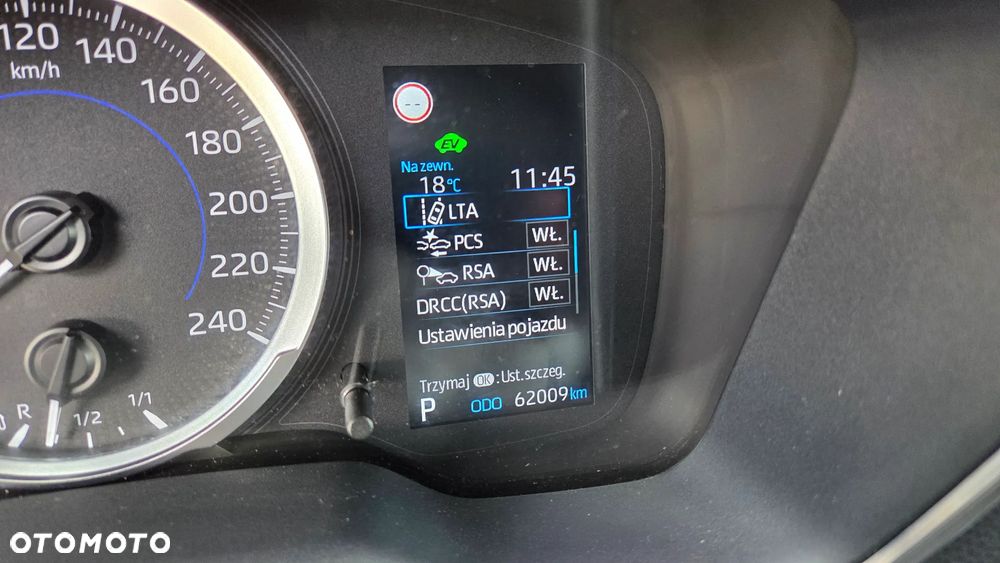 120
140
km/h
160
180
200
220
240
R
1/2
1/1
--
EV
Na zewn.
18°C 11:45
LTA
PCS WŁ.
RSA WŁ.
DRCC(RSA) WŁ.
Ustawienia pojazdu
Trzymaj OK : Ust.szczeg.
P ODO 62009 km
OTOMOTO